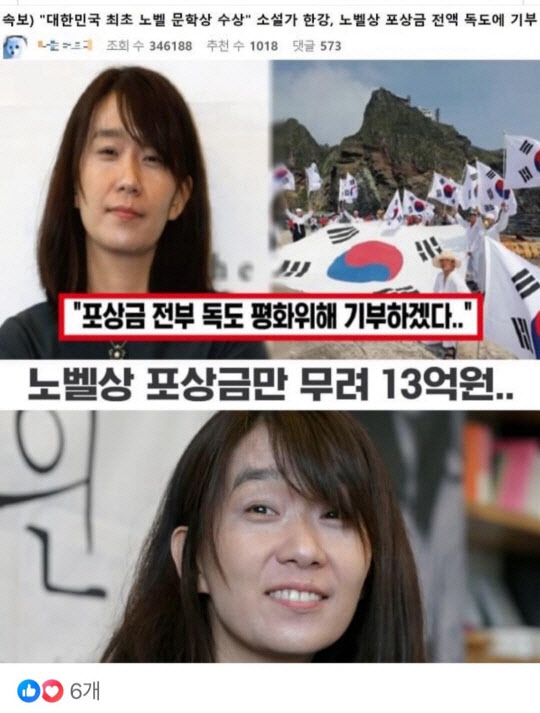 속보) "대한민국 최초 노벨 문학상 수상" 소설가 한강, 노벨상 포상금 전액 독도에 기부
조회 수 346188 추천 수 1018 댓글 573
"포상금 전부 독도 평화위해 기부하겠다.."
노벨상 포상금만 무려 13억원..
원
6개